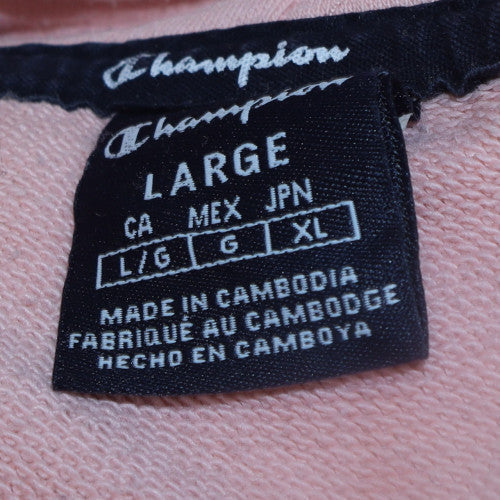 Champion
Champion
LARGE
CA MEX JPN
L/G G XL
MADE IN CAMBODIA
FABRIQUÉ AU CAMBODGE
HECHO EN CAMBOYA